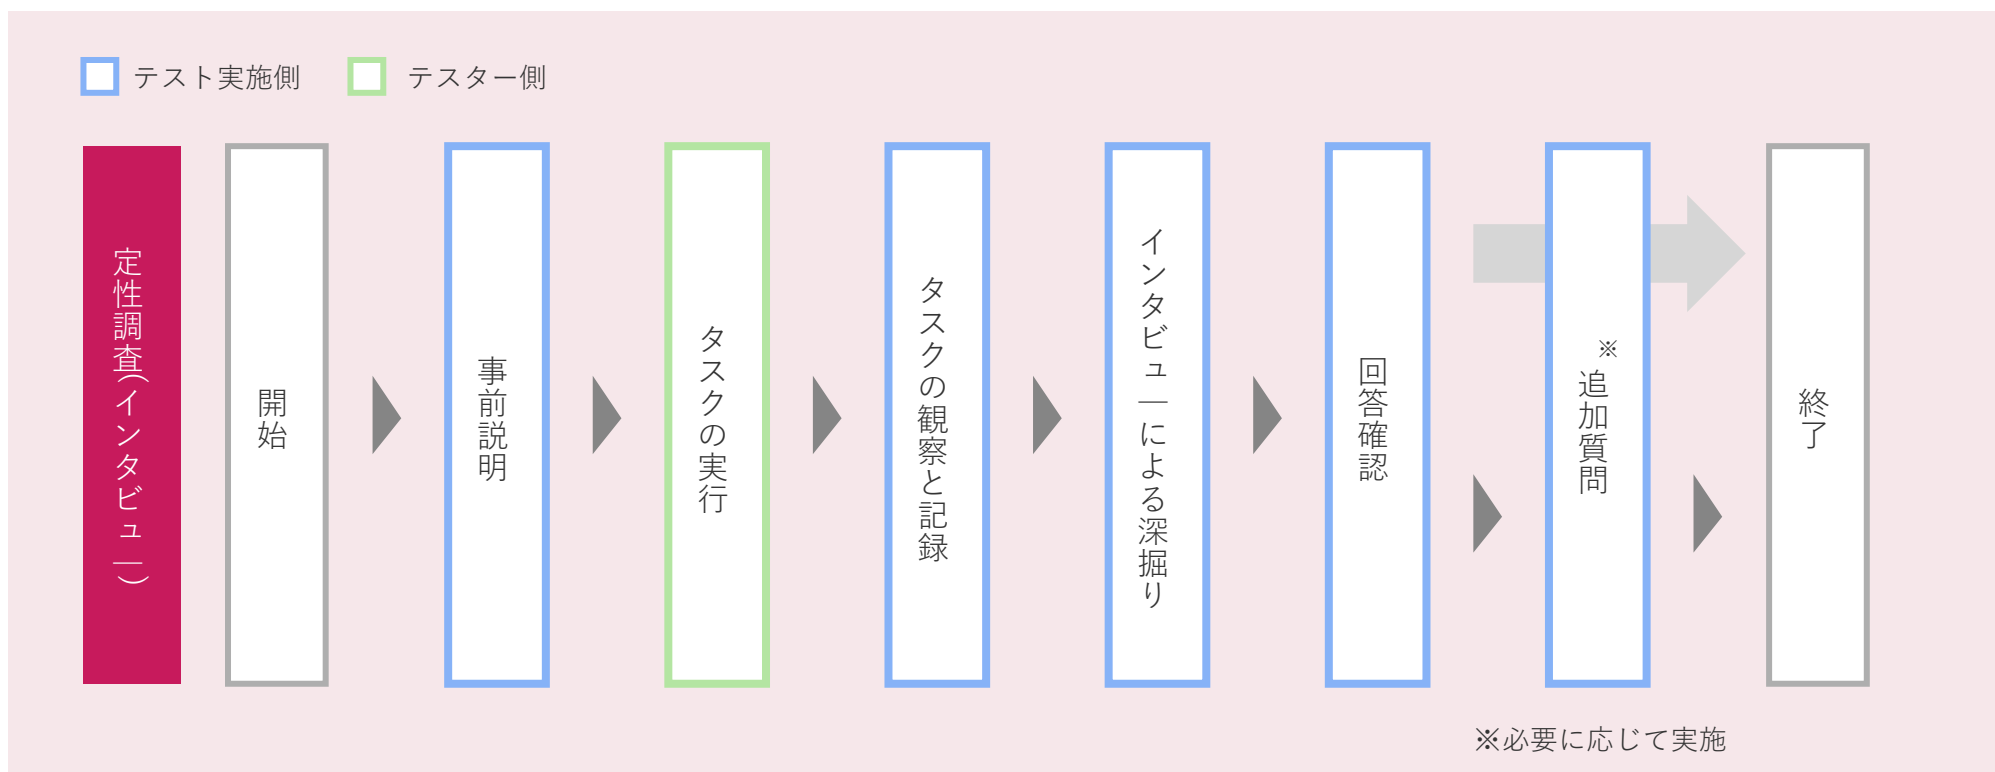 テスト実施側
テスター側
定性調査(インタビュー)
開始
事前説明
タスクの実行
タスクの観察と記録
インタビューによる深掘り
回答確認
※追加質問
終了
※必要に応じて実施